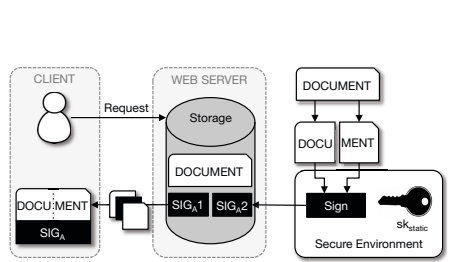 CLIENT
WEB SERVER
DOCUMENT
Request
Storage
DOCU
MENT
DOCUMENT
DOCU MENT
SIG_A1
SIG_A2
Sign
sk_static
SIG_A
Secure Environment